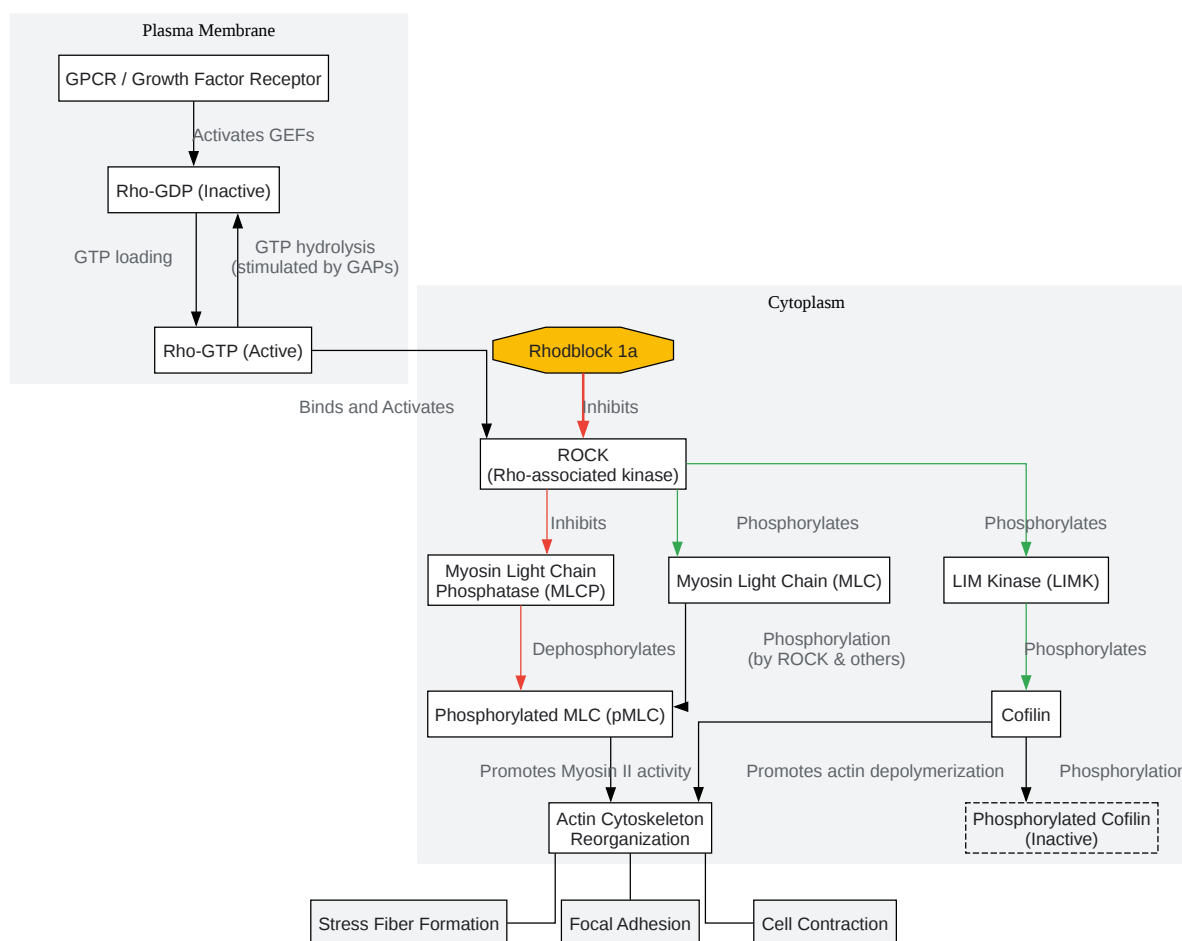 Plasma Membrane
GPCR / Growth Factor Receptor
Activates GEFs
Rho-GDP (Inactive)
GTP loading
GTP hydrolysis
(stimulated by GAPs)
Cytoplasm
Rho-GTP (Active)
Rhodblock 1a
Binds and Activates
Inhibits
ROCK
(Rho-associated kinase)
Inhibits
Phosphorylates
Phosphorylates
Myosin Light Chain
Phosphatase (MLCP)
Myosin Light Chain (MLC)
LIM Kinase (LIMK)
Dephosphorylates
Phosphorylation
(by ROCK & others)
Phosphorylates
Phosphorylated MLC (pMLC)
Cofilin
Promotes Myosin II activity
Promotes actin depolymerization
Phosphorylation
Actin Cytoskeleton
Reorganization
Phosphorylated Cofilin
(Inactive)
Stress Fiber Formation
Focal Adhesion
Cell Contraction